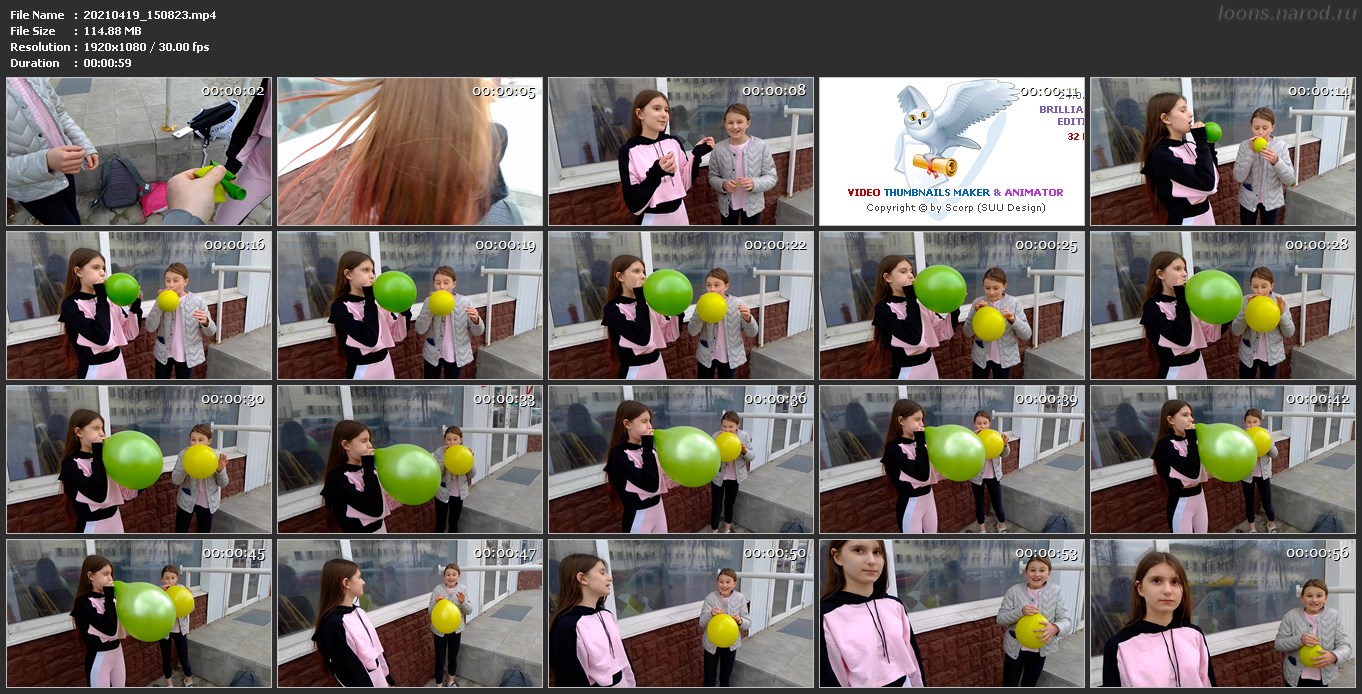 File Name : 20210419_150823.mp4
loons.narod.ru
File Size : 114.88 MB
Resolution : 1920x1080 / 30.00 fps
Duration : 00:00:59
00:00:02
00:00:05
00:00:08
00:00:11
BRILLIA
EDITI
32
VIDEO THUMBNAILS MAKER & ANIMATOR
Copyright © by Scorp (SUU Design)
00:00:14
00:00:16
00:00:19
00:00:22
00:00:25
00:00:28
00:00:30
00:00:33
00:00:36
00:00:39
00:00:42
00:00:45
00:00:47
00:00:50
00:00:53
00:00:56